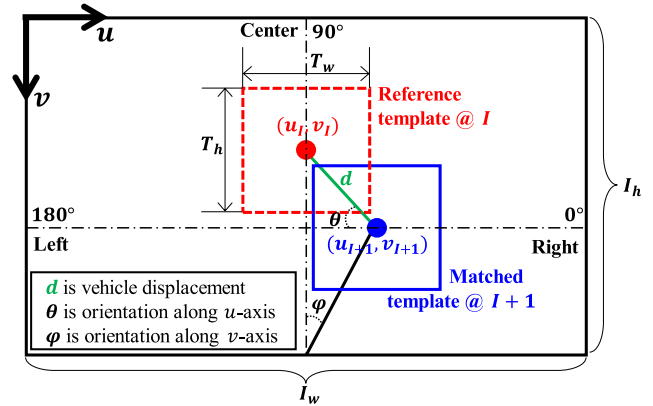 u
v
Center
90°
T_w
T_h
Reference
template @ I
(u_I, v_I)
d
θ
180°
0°
Left
Right
(u_{I+1}, v_{I+1})
Matched
template @ I + 1
φ
I_h
d is vehicle displacement
θ is orientation along u-axis
φ is orientation along v-axis
I_w